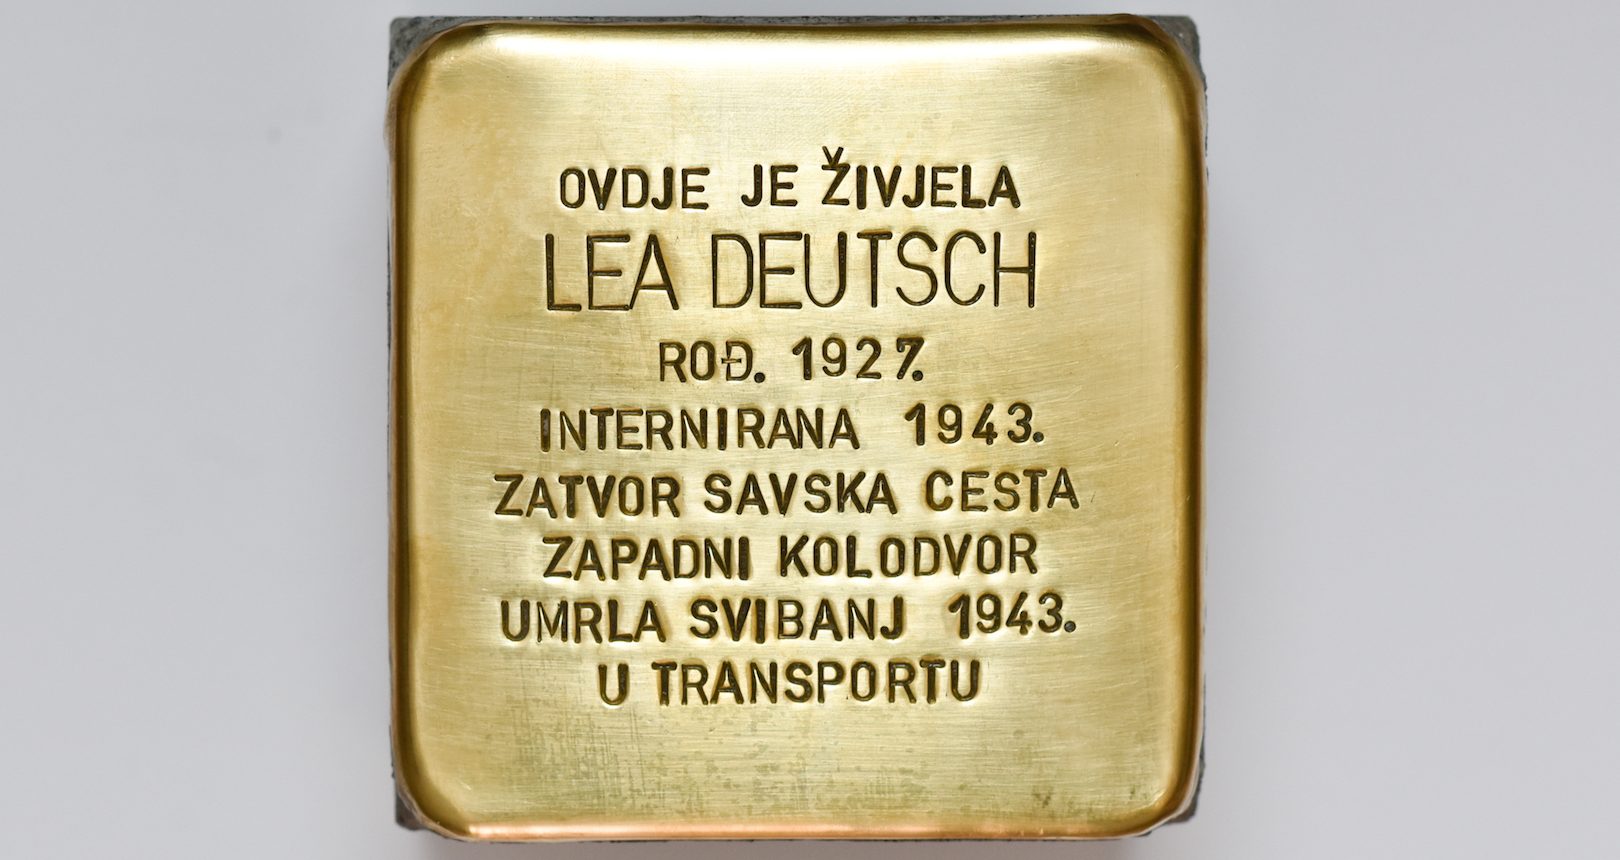 OVDJE JE ŽIVJELA
LEA DEUTSCH
ROĐ. 1927.
INTERNIRANA 1943.
ZATVOR SAVSKA CESTA
ZAPADNI KOLODVOR
UMRLA SVIBANJ 1943.
U TRANSPORTU